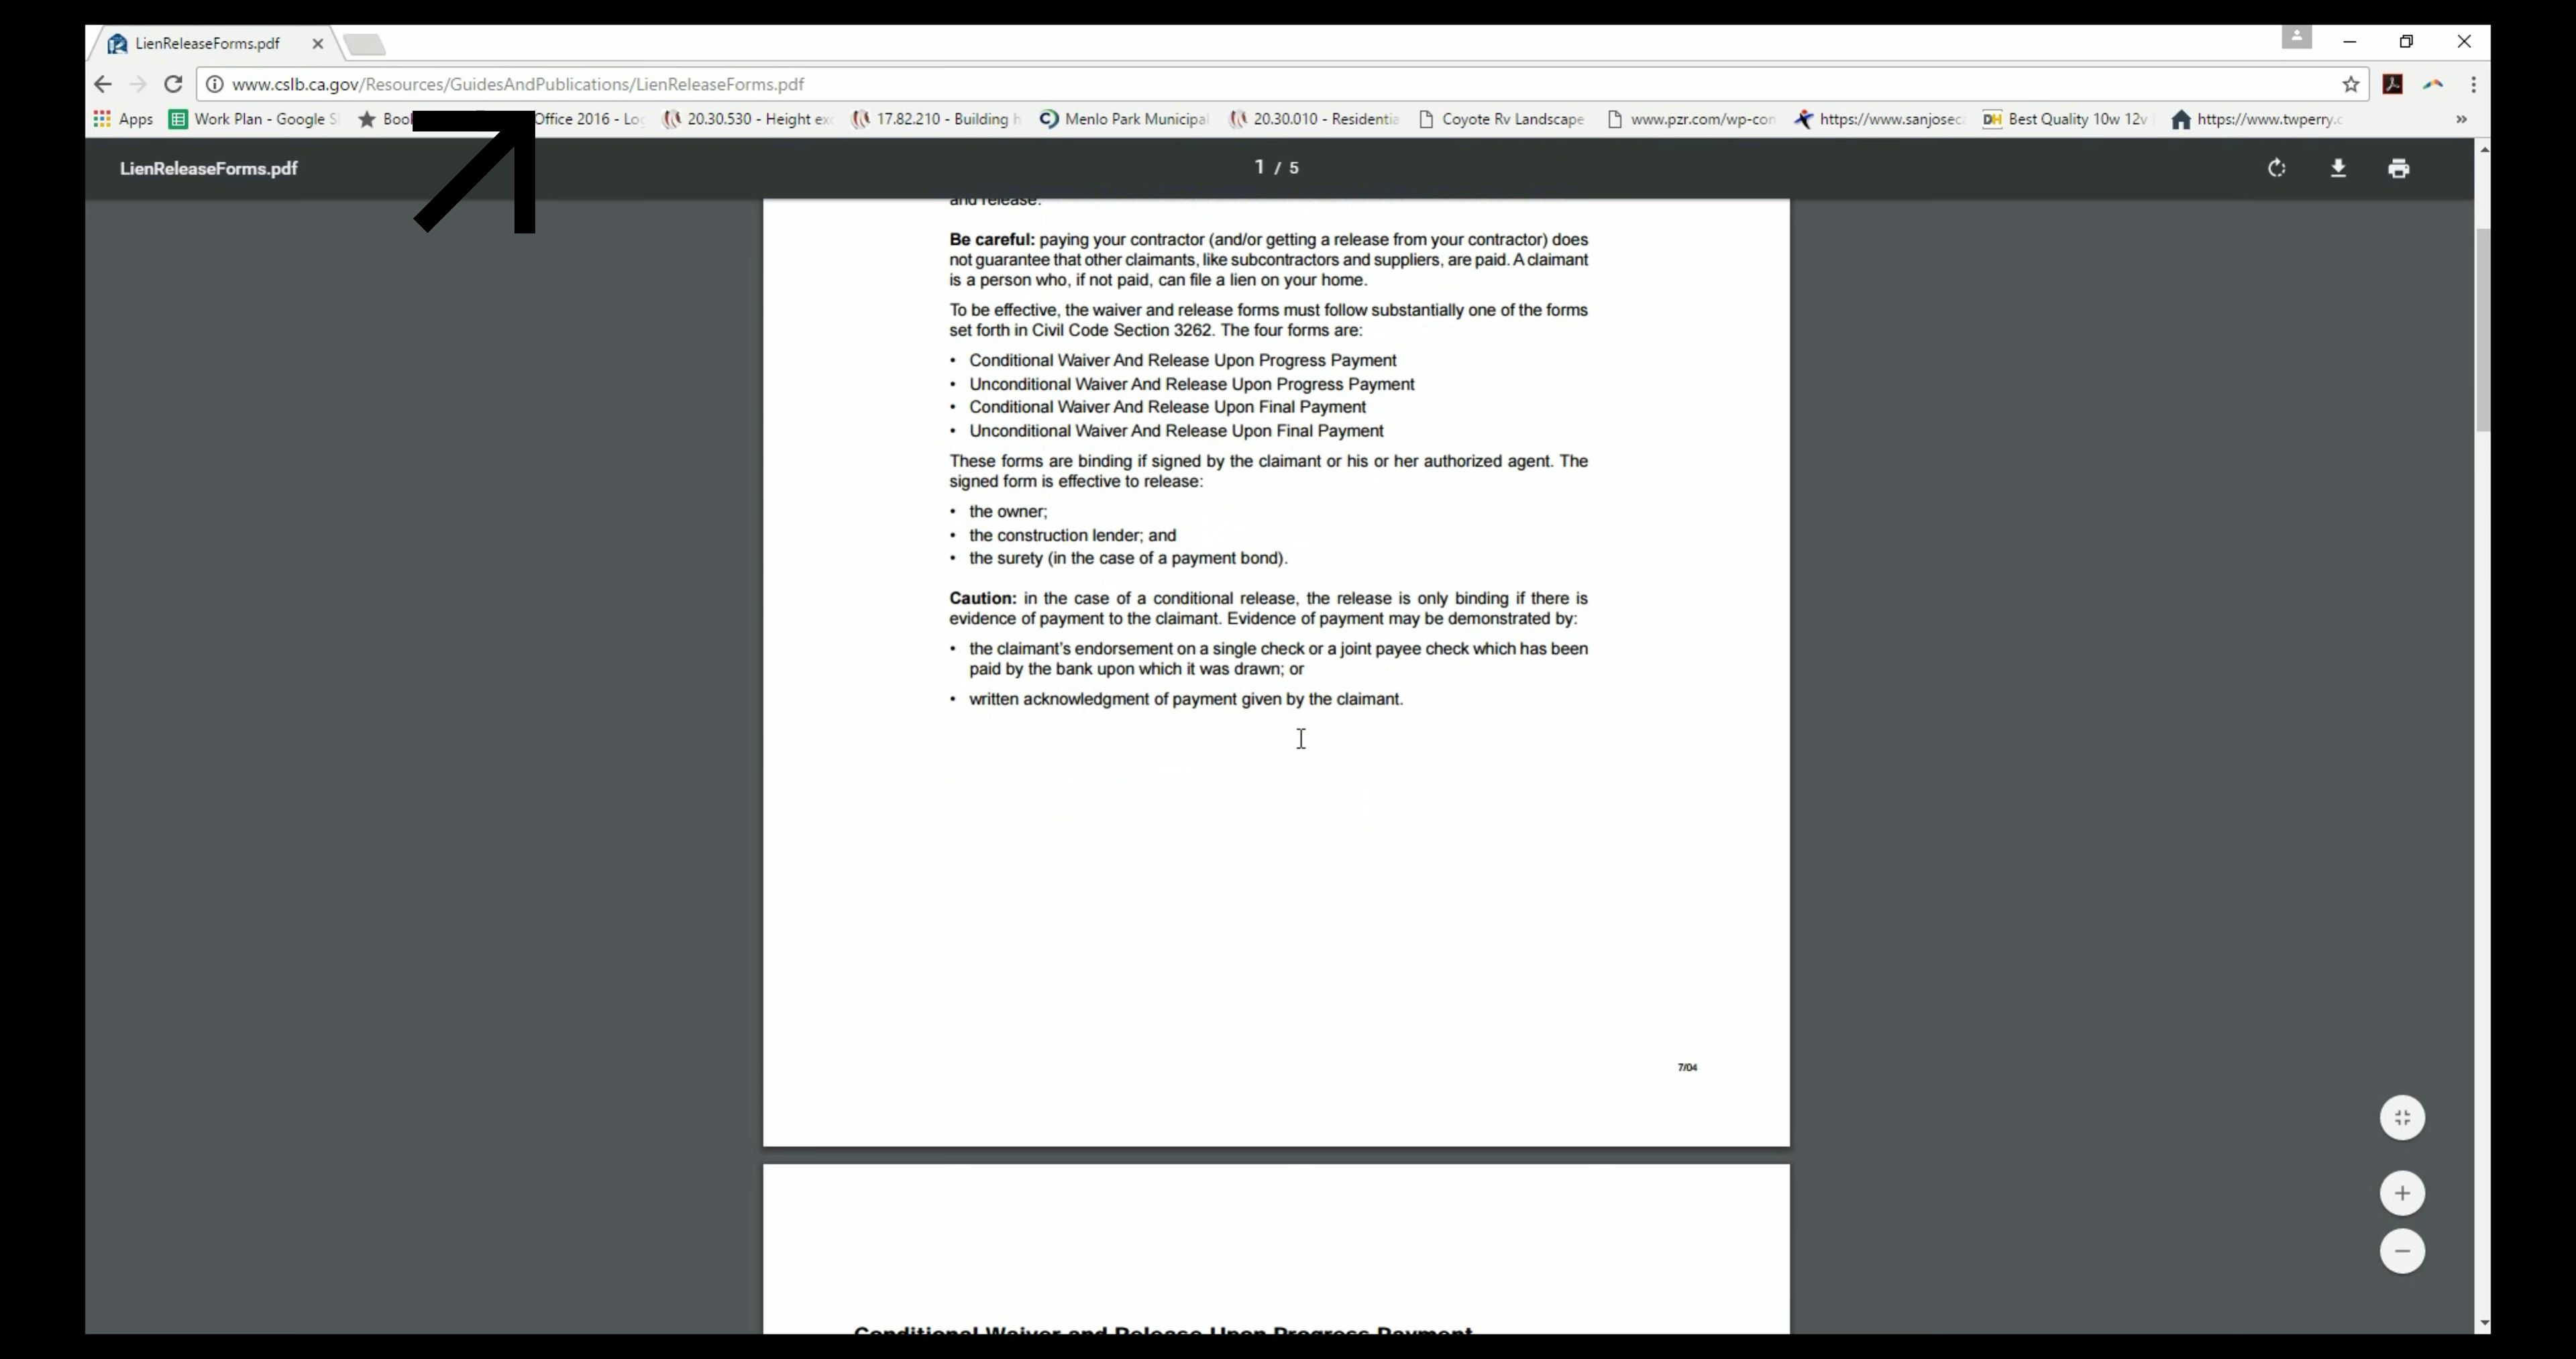 LienReleaseForms.pdf
www.cslb.ca.gov/Resources/GuidesAndPublications/LienReleaseForms.pdf
Apps Work Plan - Google Office 2016 - 20.30.530 - Height 17.82.210 - Building Menlo Park 20.30.010 - Coyote Rv Landscape www.pzr.com/wp-con https://www.sanjosec Best Quality 10w 12v https://www.twperry.c »
LienReleaseForms.pdf 1 / 5
and release.
Be careful: paying your contractor (and/or getting a release from your contractor) does
not guarantee that other claimants, like subcontractors and suppliers, are paid. A claimant
is a person who, if not paid, can file a lien on your home.
To be effective, the waiver and release forms must follow substantially one of the forms
set forth in Civil Code Section 3262. The four forms are:
• Conditional Waiver And Release Upon Progress Payment
• Unconditional Waiver And Release Upon Progress Payment
• Conditional Waiver And Release Upon Final Payment
• Unconditional Waiver And Release Upon Final Payment
These forms are binding if signed by the claimant or his or her authorized agent. The
signed form is effective to release:
• the owner;
• the construction lender; and
• the surety (in the case of a payment bond).
Caution: in the case of a conditional release, the release is only binding if there is
evidence of payment to the claimant. Evidence of payment may be demonstrated by:
• the claimant's endorsement on a single check or a joint payee check which has been
paid by the bank upon which it was drawn; or
• written acknowledgment of payment given by the claimant.
7/04
Conditional Waiver and Release Upon Progress Payment